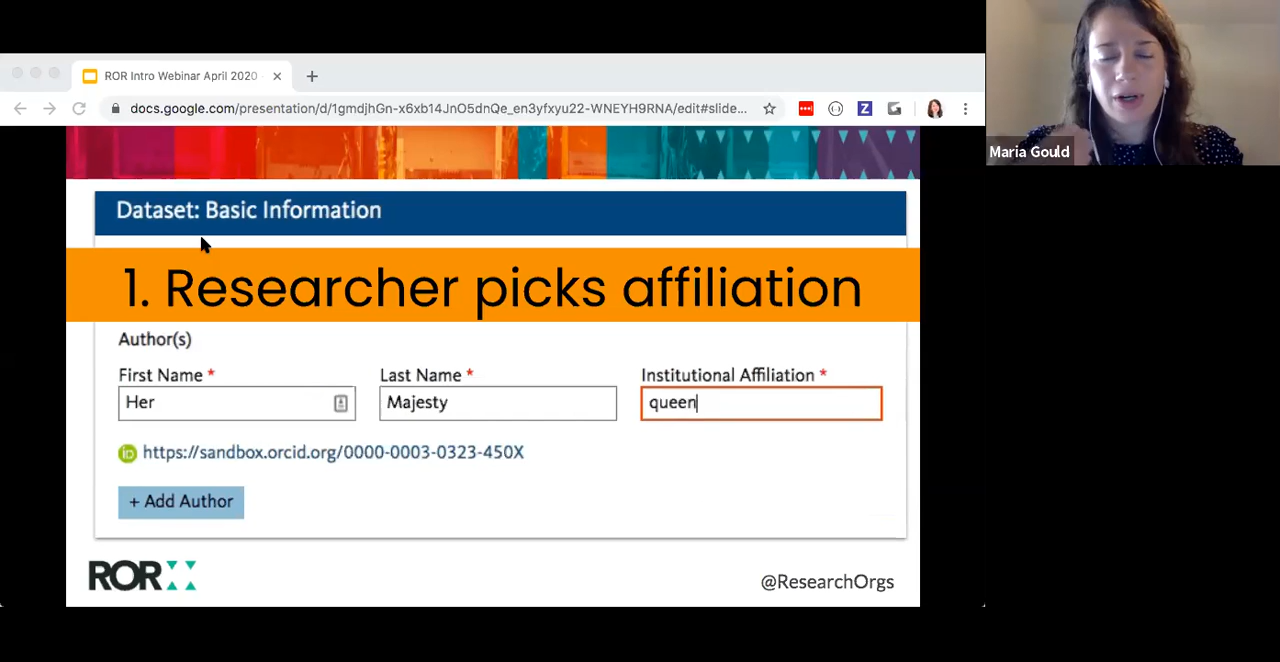 ROR Intro Webinar April 2020
docs.google.com/presentation/d/1gmdjhGn-x6xb14JnO5dnQe_en3yfxyu22-WNEYH9RNA/edit#slide...
Maria Gould
Dataset: Basic Information
1. Researcher picks affiliation
Author(s)
First Name * Last Name * Institutional Affiliation *
Her Majesty queen
iD https://sandbox.orcid.org/0000-0003-0323-450X
+ Add Author
ROR
@ResearchOrgs